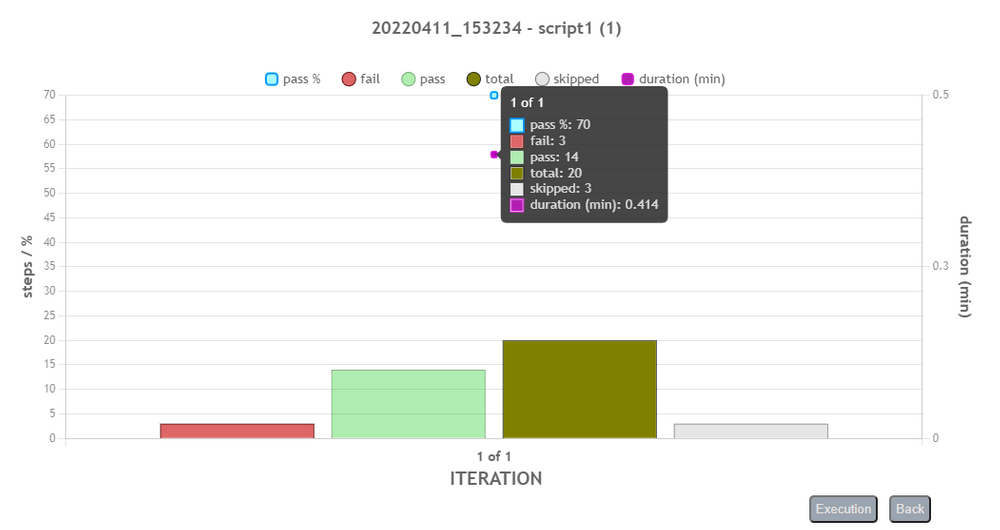 20220411_153234 - script1 (1)
pass % fail pass total skipped duration (min)
70
65
60
55
50
45
40
35
30
25
20
15
10
5
0
steps / %
1 of 1
pass %: 70
fail: 3
pass: 14
total: 20
skipped: 3
duration (min): 0.414
0.5
0.3
0
duration (min)
1 of 1
ITERATION
Execution Back